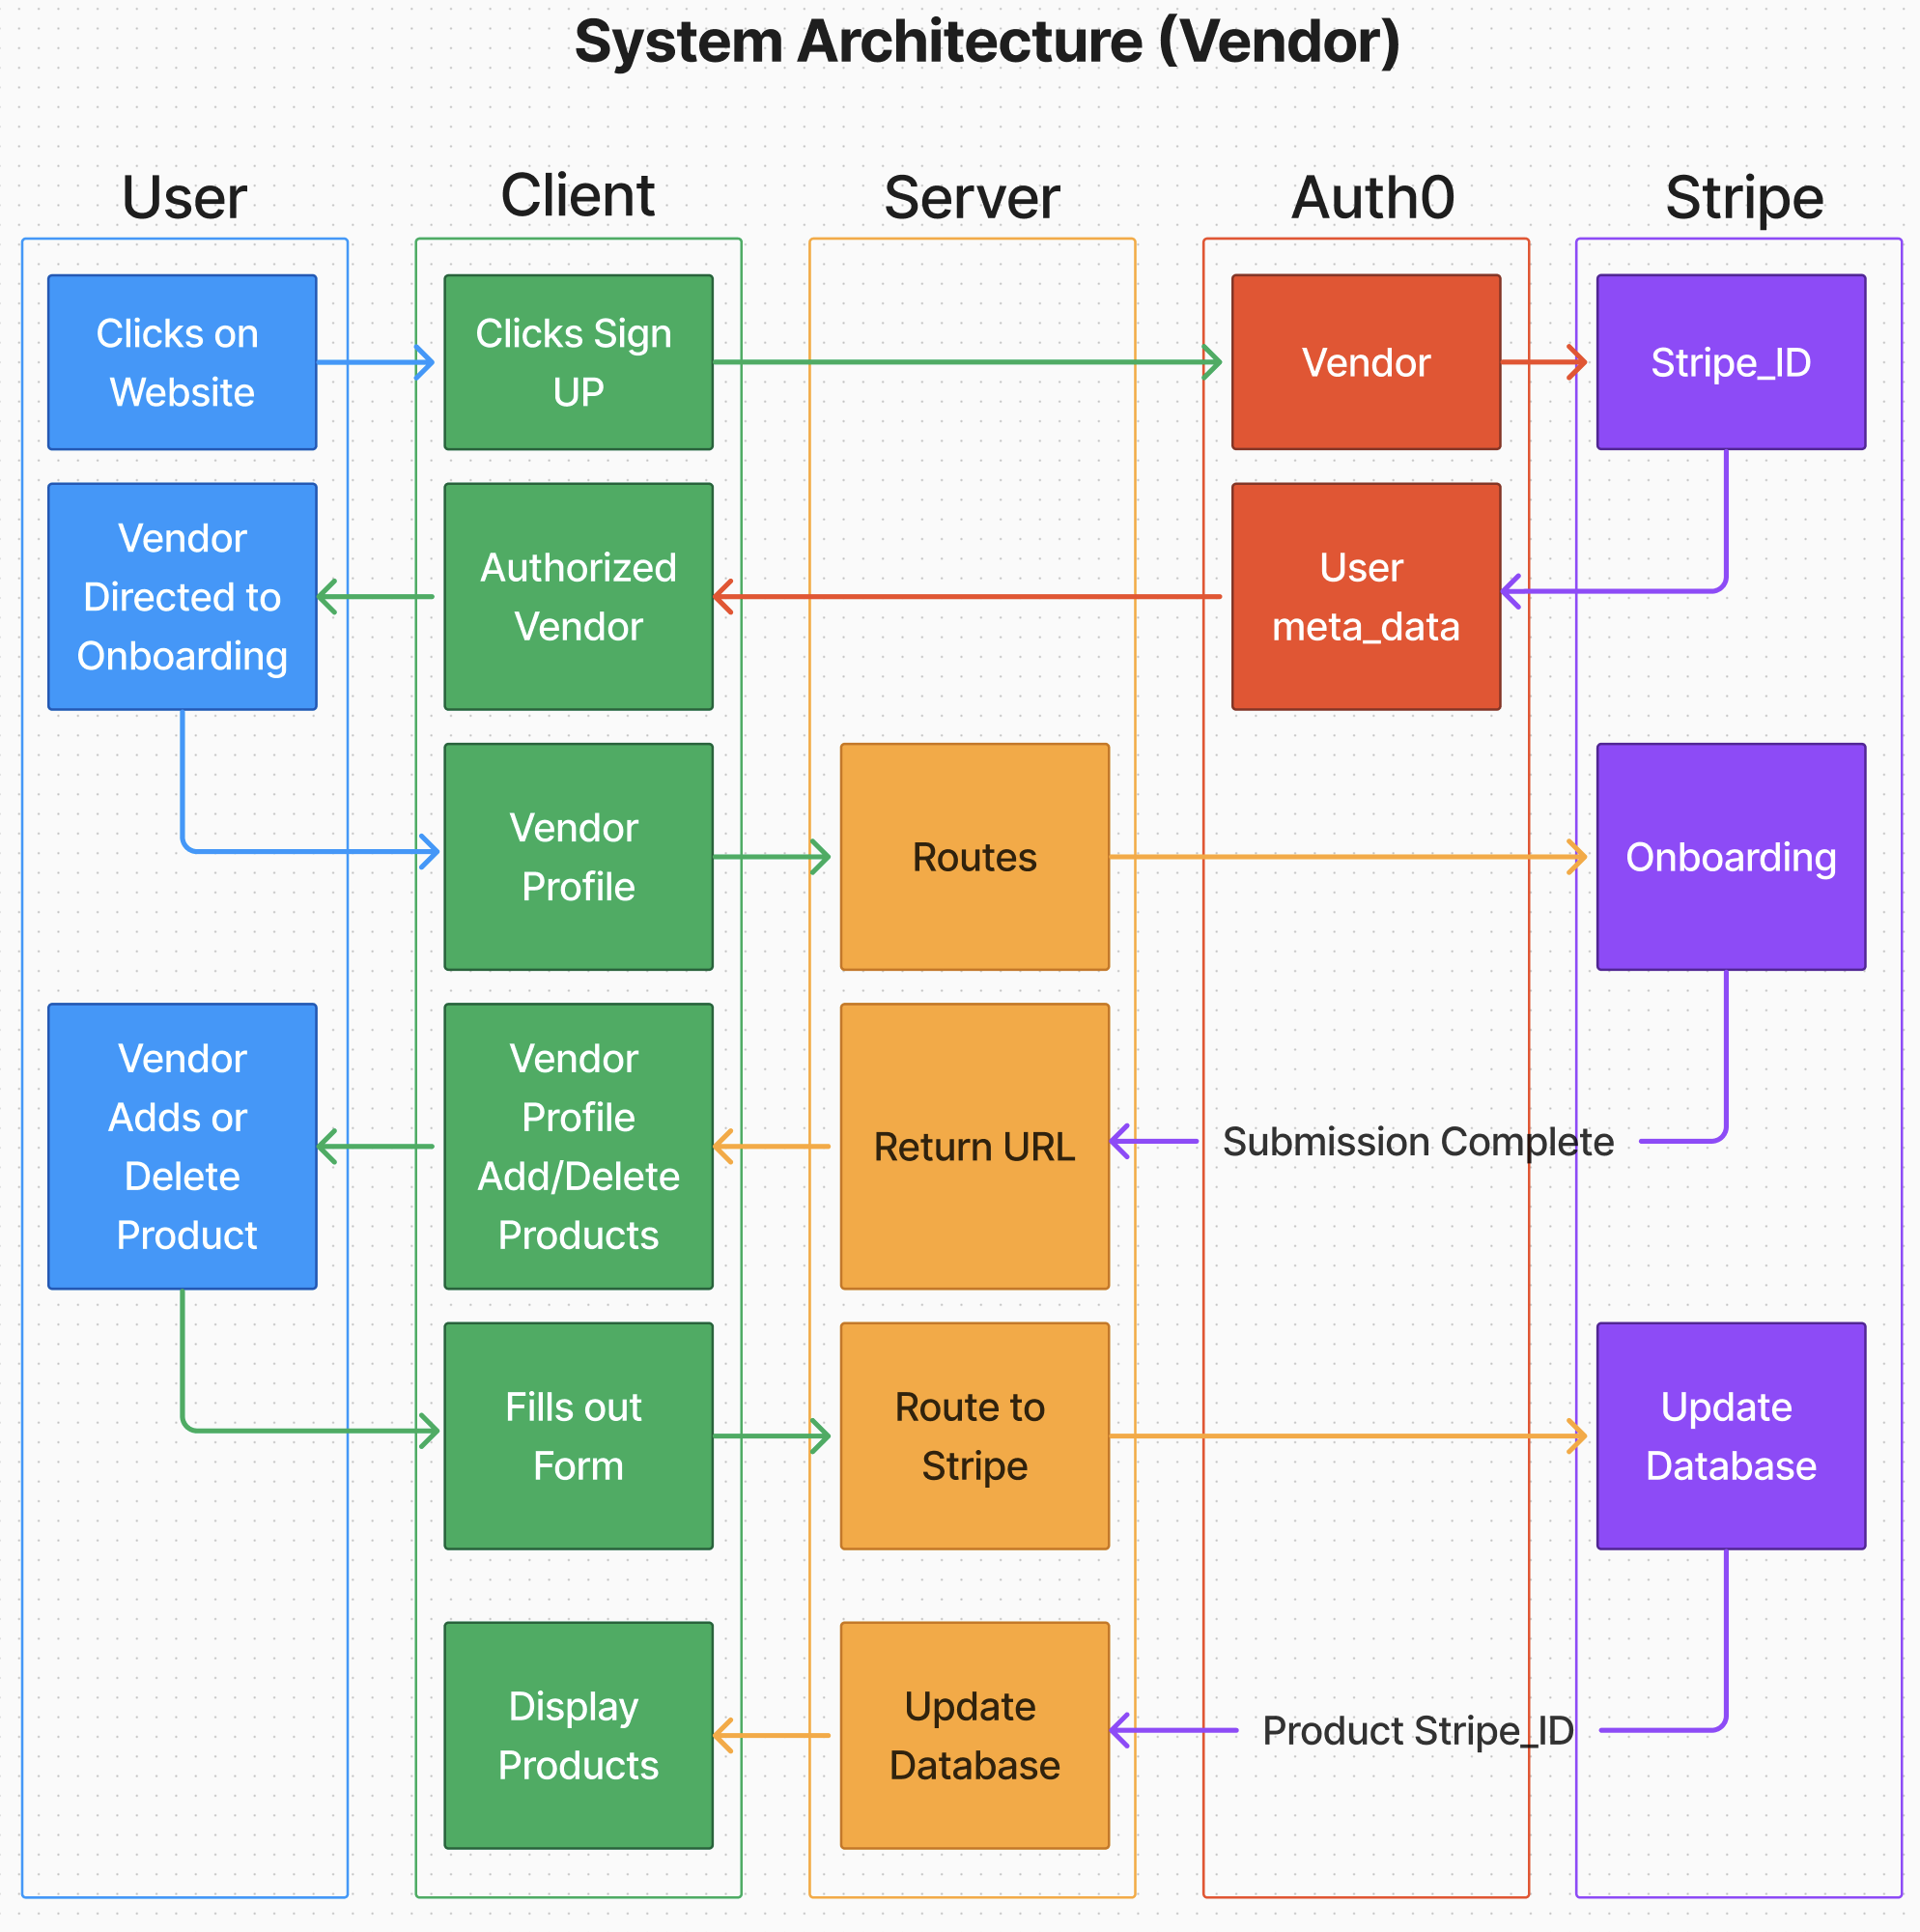 System Architecture (Vendor)
User
Client
Server
Auth0
Stripe
Clicks on
Website
Clicks Sign
UP
Vendor
Stripe_ID
Vendor
Directed to
Onboarding
Authorized
Vendor
User
meta_data
Vendor
Profile
Routes
Onboarding
Vendor
Adds or
Delete
Product
Vendor
Profile
Add/Delete
Products
Return URL
Submission Complete
Fills out
Form
Route to
Stripe
Update
Database
Display
Products
Update
Database
Product Stripe_ID